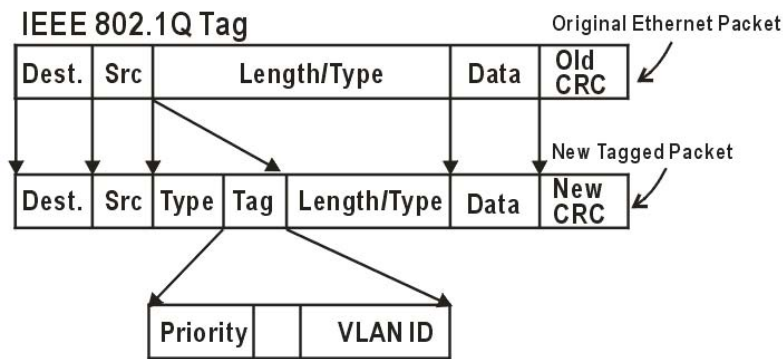 IEEE 802.1Q Tag
Original Ethernet Packet
Dest. Src Length/Type Data Old CRC
New Tagged Packet
Dest. Src Type Tag Length/Type Data New CRC
Priority VLAN ID